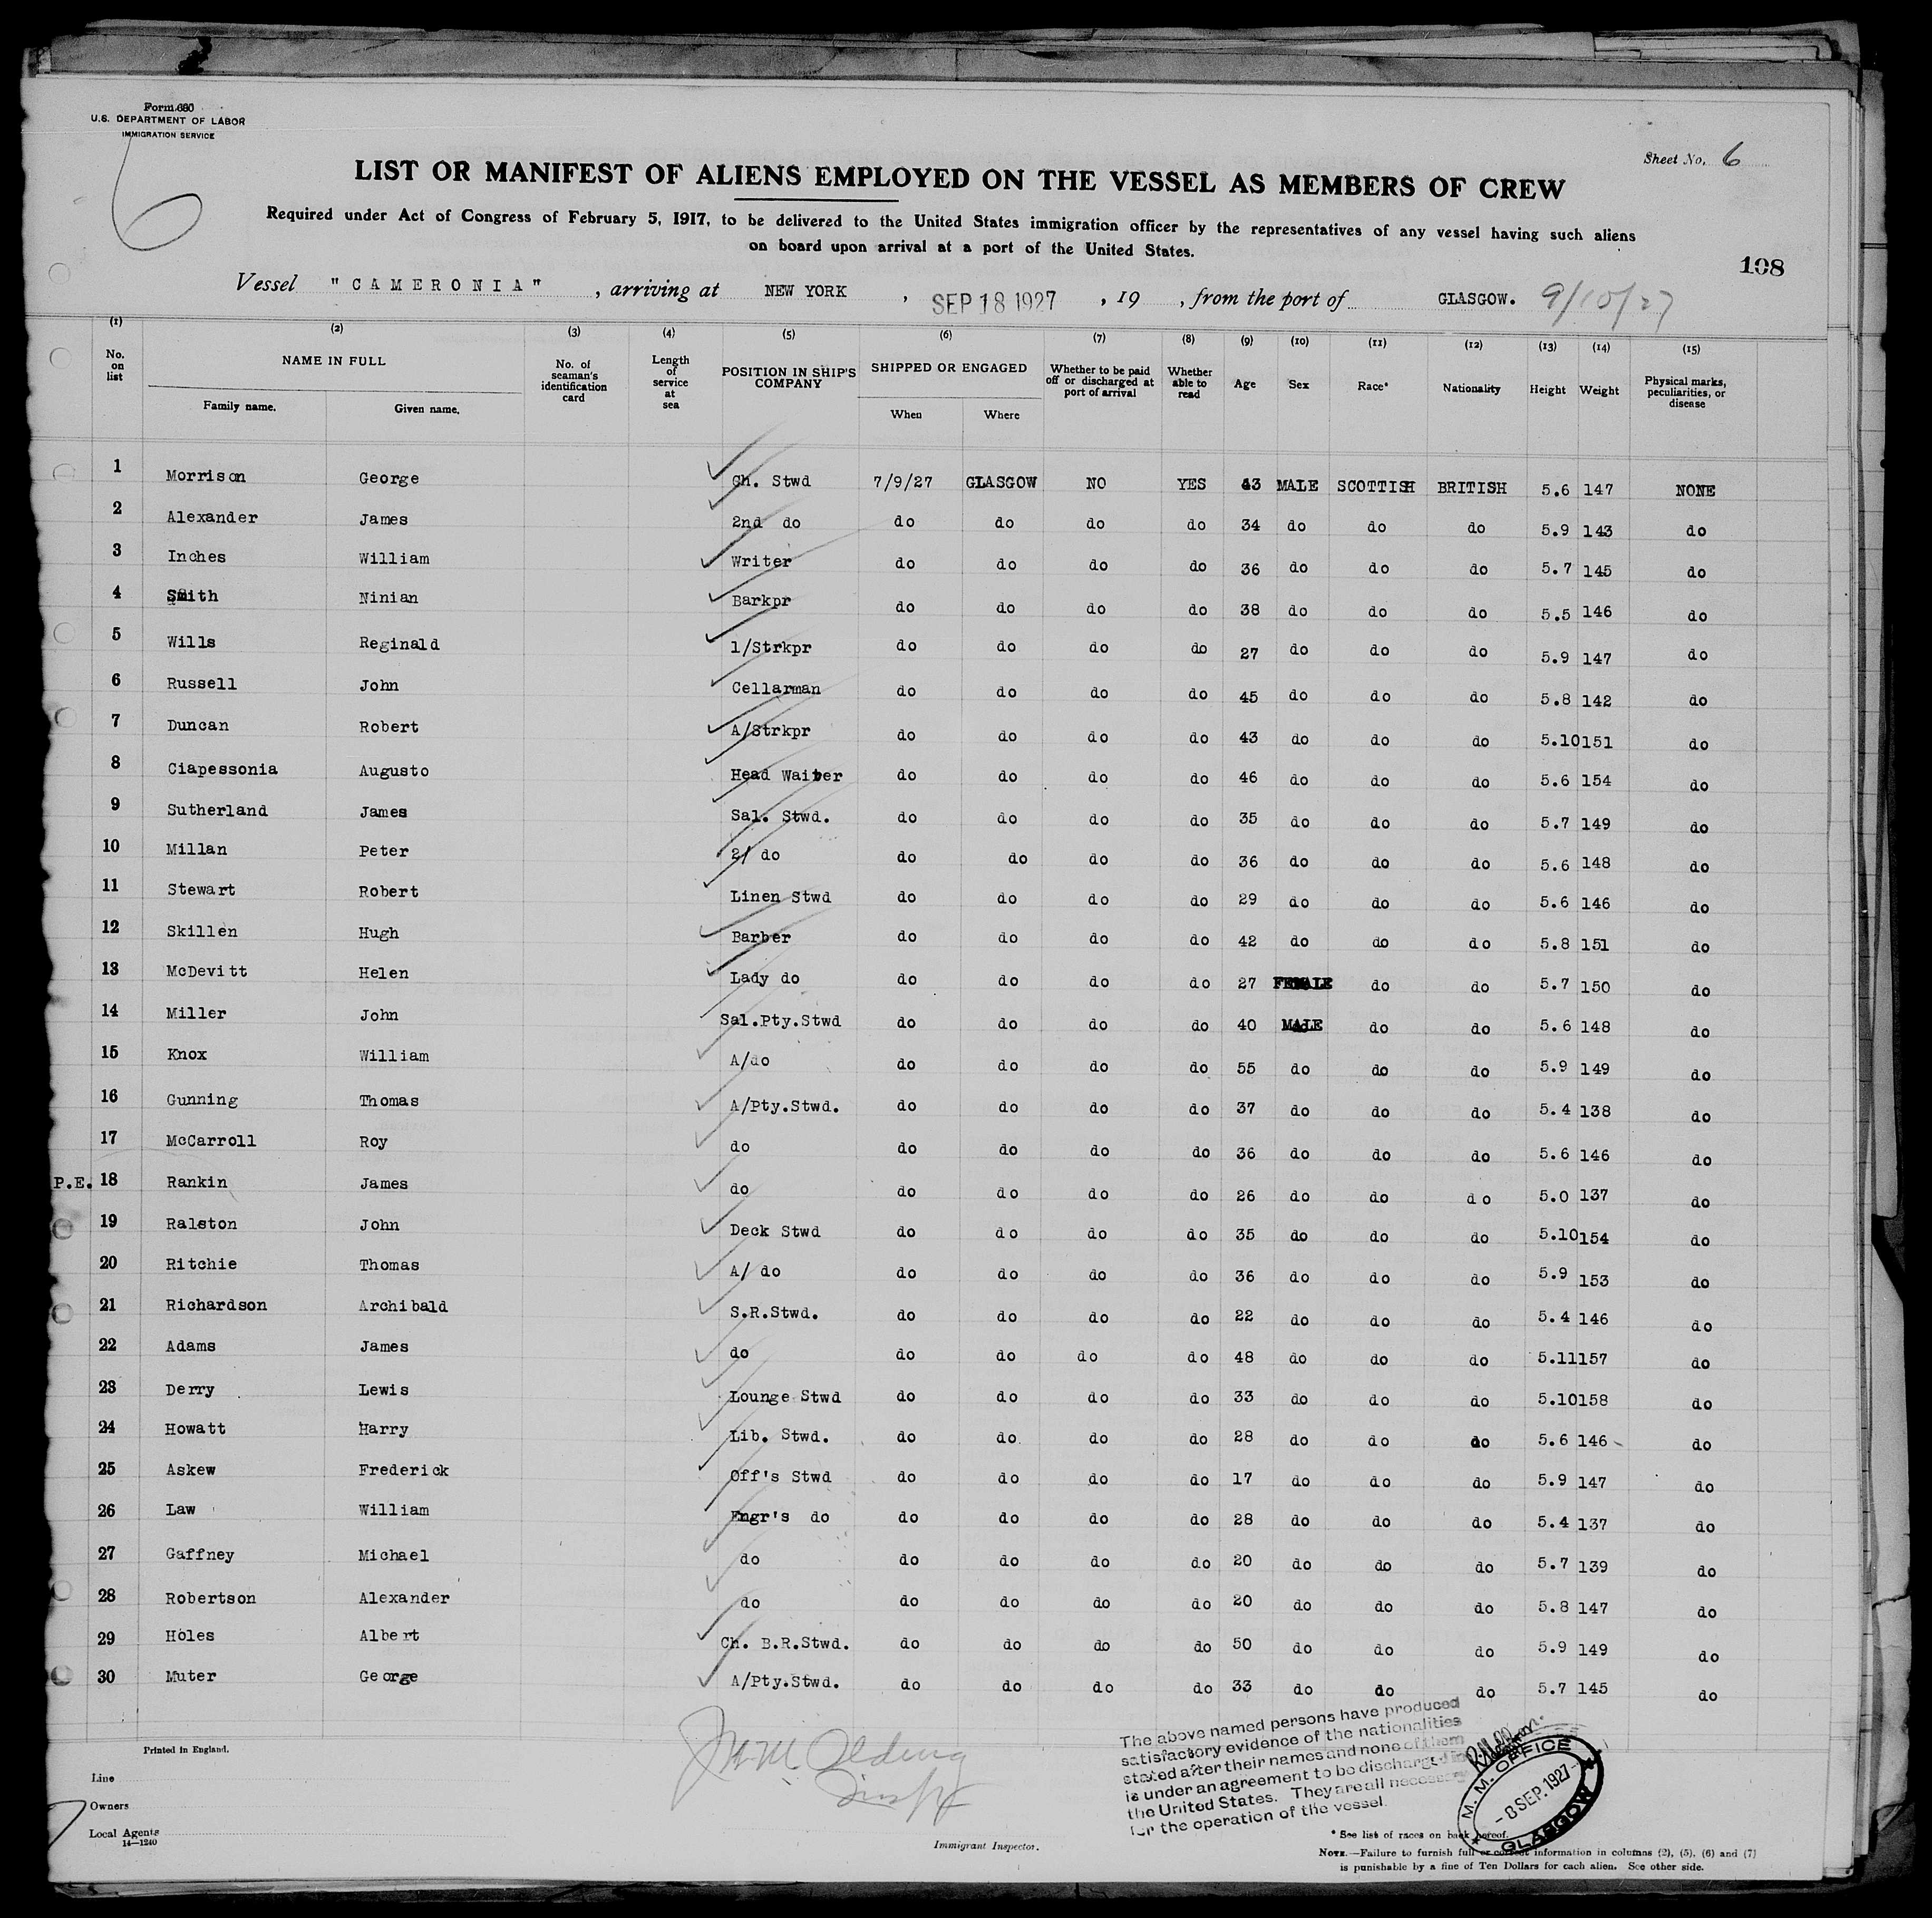 Form 680
U.S. DEPARTMENT OF LABOR
IMMIGRATION SERVICE
6
Sheet No. 6
LIST OR MANIFEST OF ALIENS EMPLOYED ON THE VESSEL AS MEMBERS OF CREW
Required under Act of Congress of February 5, 1917, to be delivered to the United States immigration officer by the representatives of any vessel having such aliens
on board upon arrival at a port of the United States.
108
Vessel "CAMERONIA", arriving at NEW YORK, SEP 18 1927, 19 , from the port of GLASGOW. 9/10/27
(1) (2) (3) (4) (5) (6) (7) (8) (9) (10) (11) (12) (13) (14) (15)
No. on list NAME IN FULL Family name. Given name. No. of seaman's identification card Length of service at sea POSITION IN SHIP'S COMPANY SHIPPED OR ENGAGED When Where Whether to be paid off or discharged at port of arrival Whether able to read Age Sex Race* Nationality Height Weight Physical marks, peculiarities, or disease
1 Morrison George Ch. Stwd 7/9/27 GLASGOW NO YES 43 MALE SCOTTISH BRITISH 5.6 147 NONE
2 Alexander James 2nd do do do do do 34 do do do 5.9 143 do
3 Inches William Writer do do do do 36 do do do 5.7 145 do
4 Smith Ninian Barkpr do do do do 38 do do do 5.5 146 do
5 Wills Reginald 1/Strkpr do do do do 27 do do do 5.9 147 do
6 Russell John Cellarman do do do do 45 do do do 5.8 142 do
7 Duncan Robert A/Strkpr do do do do 43 do do do 5.10 151 do
8 Ciapessonia Augusto Head Waiter do do do do 46 do do do 5.6 154 do
9 Sutherland James Sal. Stwd. do do do do 35 do do do 5.7 149 do
10 Millan Peter 2/ do do do do do 36 do do do 5.6 148 do
11 Stewart Robert Linen Stwd do do do do 29 do do do 5.6 146 do
12 Skillen Hugh Barber do do do do 42 do do do 5.8 151 do
13 McDevitt Helen Lady do do do do do 27 FEMALE do do 5.7 150 do
14 Miller John Sal.Pty.Stwd do do do do 40 MALE do do 5.6 148 do
15 Knox William A/do do do do do 55 do do do 5.9 149 do
16 Gunning Thomas A/Pty.Stwd. do do do do 37 do do do 5.4 138 do
17 McCarroll Roy do do do do do 36 do do do 5.6 146 do
P.E. 18 Rankin James do do do do do 26 do do do 5.0 137 do
19 Ralston John Deck Stwd do do do do 35 do do do 5.10 154 do
20 Ritchie Thomas A/ do do do do do 36 do do do 5.9 153 do
21 Richardson Archibald S.R.Stwd. do do do do 22 do do do 5.4 146 do
22 Adams James do do do do do 48 do do do 5.11 157 do
23 Derry Lewis Lounge Stwd do do do do 33 do do do 5.10 158 do
24 Howatt Harry Lib. Stwd. do do do do 28 do do do 5.6 146 do
25 Askew Frederick Off's Stwd do do do do 17 do do do 5.9 147 do
26 Law William Engr's do do do do do 28 do do do 5.4 137 do
27 Gaffney Michael do do do do do 20 do do do 5.7 139 do
28 Robertson Alexander do do do do do 20 do do do 5.8 147 do
29 Holes Albert Ch. B.R.Stwd. do do do do 50 do do do 5.9 149 do
30 Muter George A/Pty.Stwd. do do do do 33 do do do 5.7 145 do
The above named persons have produced
satisfactory evidence of the nationalities
stated after their names and none of them
is under an agreement to be discharged in
the United States. They are all necessary
for the operation of the vessel.
M. M. OFFICE
- 8 SEP. 1927 -
GLASGOW
Printed in England.
Line
Owners
Local Agents
14-1240
Immigrant Inspector.
* See list of races on back hereof.
NOTE.—Failure to furnish full or correct information in columns (2), (5), (6) and (7)
is punishable by a fine of Ten Dollars for each alien. See other side.